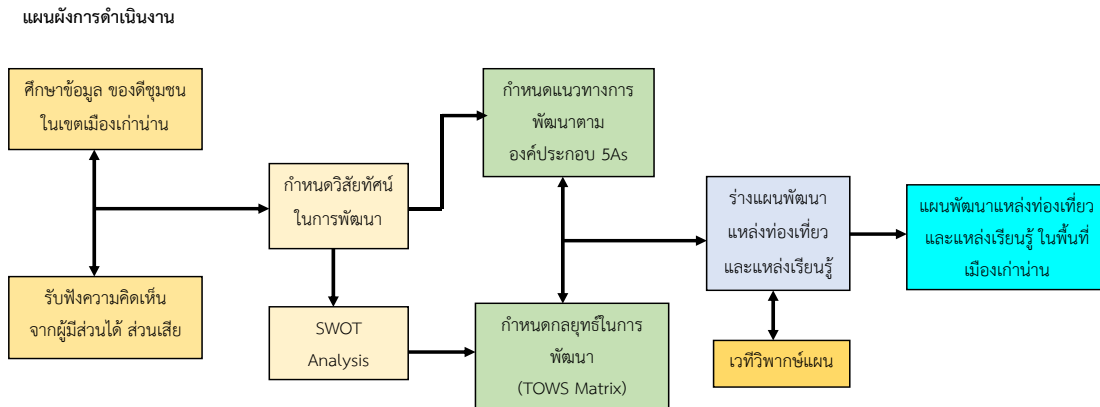 แผนผังการดำเนินงาน
ศึกษาข้อมูล ของดีชุมชน
ในเขตเมืองเก่าน่าน
รับฟังความคิดเห็น
จากผู้มีส่วนได้ ส่วนเสีย
กำหนดวิสัยทัศน์
ในการพัฒนา
SWOT
Analysis
กำหนดแนวทางการ
พัฒนาตาม
องค์ประกอบ 5As
กำหนดกลยุทธ์ในการ
พัฒนา
(TOWS Matrix)
ร่างแผนพัฒนา
แหล่งท่องเที่ยว
และแหล่งเรียนรู้
เวทีวิพากษ์แผน
แผนพัฒนาแหล่งท่องเที่ยว
และแหล่งเรียนรู้ ในพื้นที่
เมืองเก่าน่าน